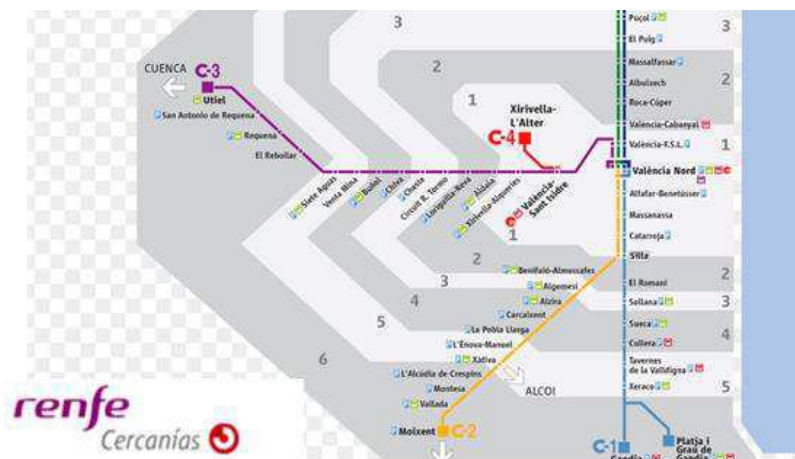 3
Puçol
3
El Puig
2
Massalfassar
CUENCA
C-3
Albuixech
2
Utiel
1
Roca-Cúper
San Antonio de Requena
Xirivella-
L'Alter
València-Cabanyal
Requena
C-4
València-F.S.L.
1
El Rebollar
València Nord
Siete Aguas
Venta Mina
Buñol
Chiva
Cheste
Circuit R. Tormo
Loriguilla-Reva
Aldaia
Xirivella-Alqueries
València-
Sant Isidre
Alfafar-Benetússer
Massanassa
1
Catarroja
Silla
2
Benifaió-Almussafes
2
3
Algemesí
El Romaní
4
Alzira
Sollana
3
5
Carcaixent
Sueca
La Pobla Llarga
4
6
L'Ènova-Manuel
Cullera
Xàtiva
Tavernes
de la Valldigna
L'Alcúdia de Crespins
ALCOI
Xeraco
5
Montesa
Vallada
Moixent
C-2
C-1
Platja i
Grau de
Gandia
Gandia
renfe
Cercanías